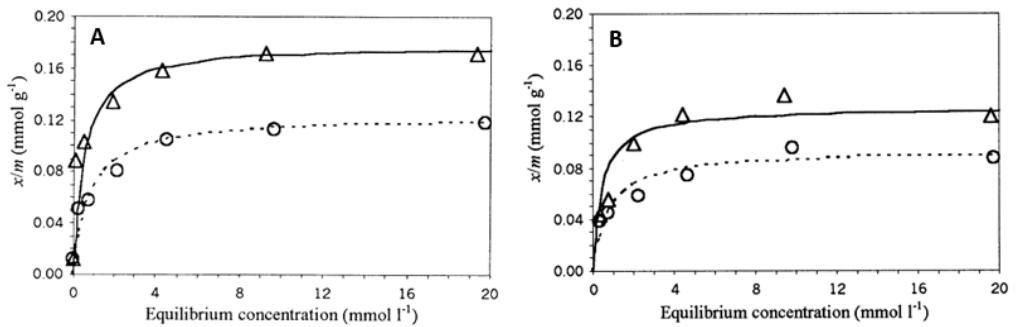 A
0.20
0.16
0.12
0.08
0.04
0.00
x/m (mmol g⁻¹)
0 4 8 12 16 20
Equilibrium concentration (mmol l⁻¹)
B
0.20
0.16
0.12
0.08
0.04
0.00
x/m (mmol g⁻¹)
0 4 8 12 16 20
Equilibrium concentration (mmol l⁻¹)